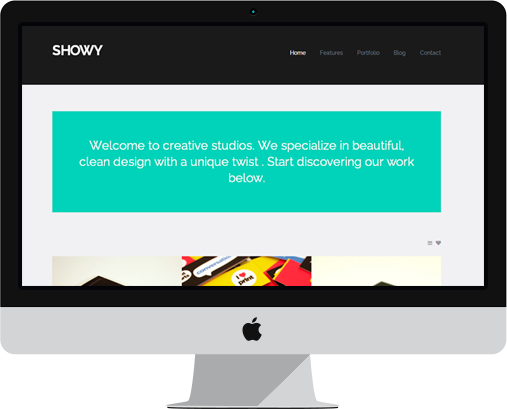 SHOWY
Home Features Portfolio Blog Contact
Welcome to creative studios. We specialize in beautiful,
clean design with a unique twist . Start discovering our work
below.
I
print